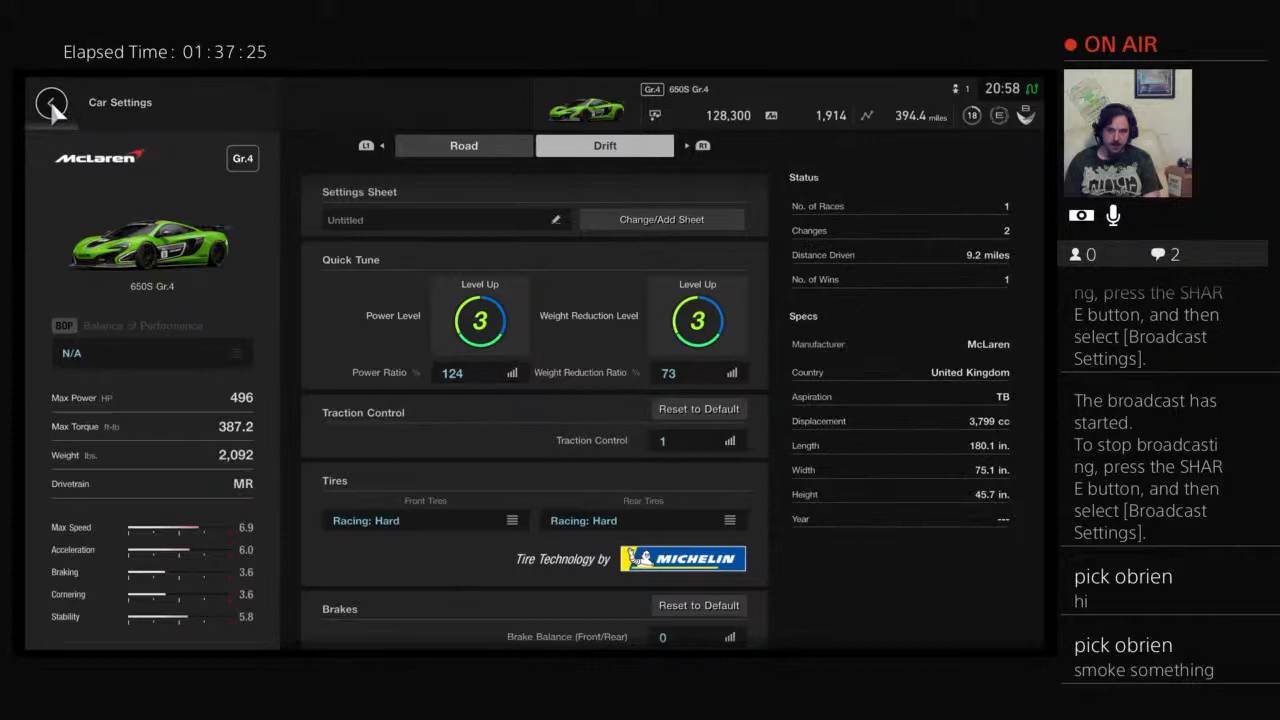 Elapsed Time: 01:37:25
ON AIR
Car Settings
Gr.4 650S Gr.4
128,300 1,914 394.4 miles
1 20:58
18 E B
McLaren Gr.4
L1 Road Drift R1
650S Gr.4
BOP Balance of Performance
N/A
Max Power HP 496
Max Torque ft-lb 387.2
Weight lbs. 2,092
Drivetrain MR
Max Speed 6.9
Acceleration 6.0
Braking 3.6
Cornering 3.6
Stability 5.8
Settings Sheet
Untitled Change/Add Sheet
Quick Tune
Level Up Level Up
Power Level 3 Weight Reduction Level 3
Power Ratio % 124 Weight Reduction Ratio % 73
Traction Control Reset to Default
Traction Control 1
Tires
Front Tires Rear Tires
Racing: Hard Racing: Hard
Tire Technology by MICHELIN
Brakes Reset to Default
Brake Balance (Front/Rear) 0
Status
No. of Races 1
Changes 2
Distance Driven 9.2 miles
No. of Wins 1
Specs
Manufacturer McLaren
Country United Kingdom
Aspiration TB
Displacement 3,799 cc
Length 180.1 in.
Width 75.1 in.
Height 45.7 in.
Year ---
0 2
ng, press the SHAR
E button, and then
select [Broadcast
Settings].
The broadcast has
started.
To stop broadcasti
ng, press the SHAR
E button, and then
select [Broadcast
Settings].
pick obrien
hi
pick obrien
smoke something